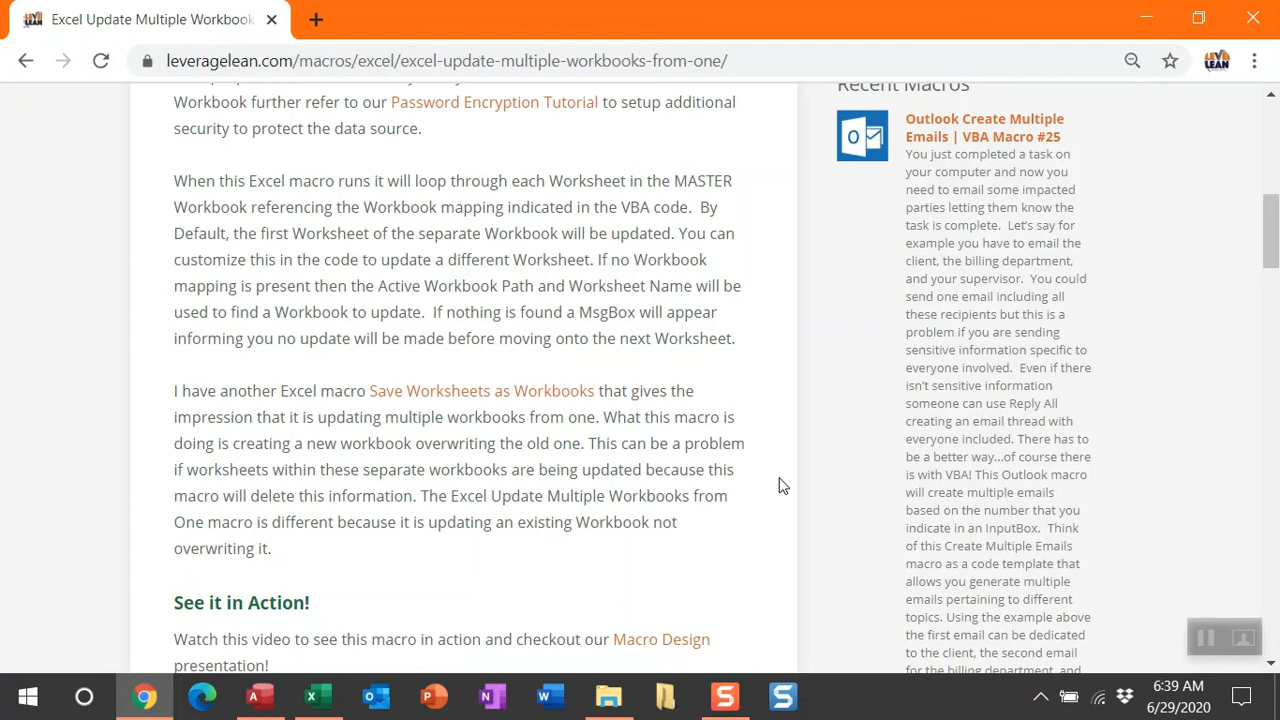 Excel Update Multiple Workbook
leveragelean.com/macros/excel/excel-update-multiple-workbooks-from-one/
Workbook further refer to our Password Encryption Tutorial to setup additional
security to protect the data source.
When this Excel macro runs it will loop through each Worksheet in the MASTER
Workbook referencing the Workbook mapping indicated in the VBA code.  By
Default, the first Worksheet of the separate Workbook will be updated. You can
customize this in the code to update a different Worksheet. If no Workbook
mapping is present then the Active Workbook Path and Worksheet Name will be
used to find a Workbook to update.  If nothing is found a MsgBox will appear
informing you no update will be made before moving onto the next Worksheet.
I have another Excel macro Save Worksheets as Workbooks that gives the
impression that it is updating multiple workbooks from one. What this macro is
doing is creating a new workbook overwriting the old one. This can be a problem
if worksheets within these separate workbooks are being updated because this
macro will delete this information. The Excel Update Multiple Workbooks from
One macro is different because it is updating an existing Workbook not
overwriting it.
See it in Action!
Watch this video to see this macro in action and checkout our Macro Design
presentation!
Recent Macros
Outlook Create Multiple
Emails | VBA Macro #25
You just completed a task on
your computer and now you
need to email some impacted
parties letting them know the
task is complete.  Let's say for
example you have to email the
client, the billing department,
and your supervisor.  You could
send one email including all
these recipients but this is a
problem if you are sending
sensitive information specific to
everyone involved.  Even if there
isn't sensitive information
someone can use Reply All
creating an email thread with
everyone included. There has to
be a better way…of course there
is with VBA! This Outlook macro
will create multiple emails
based on the number that you
indicate in an InputBox.  Think
of this Create Multiple Emails
macro as a code template that
allows you generate multiple
emails pertaining to different
topics. Using the example above
the first email can be dedicated
to the client, the second email
for the billing department, and
6:39 AM
6/29/2020